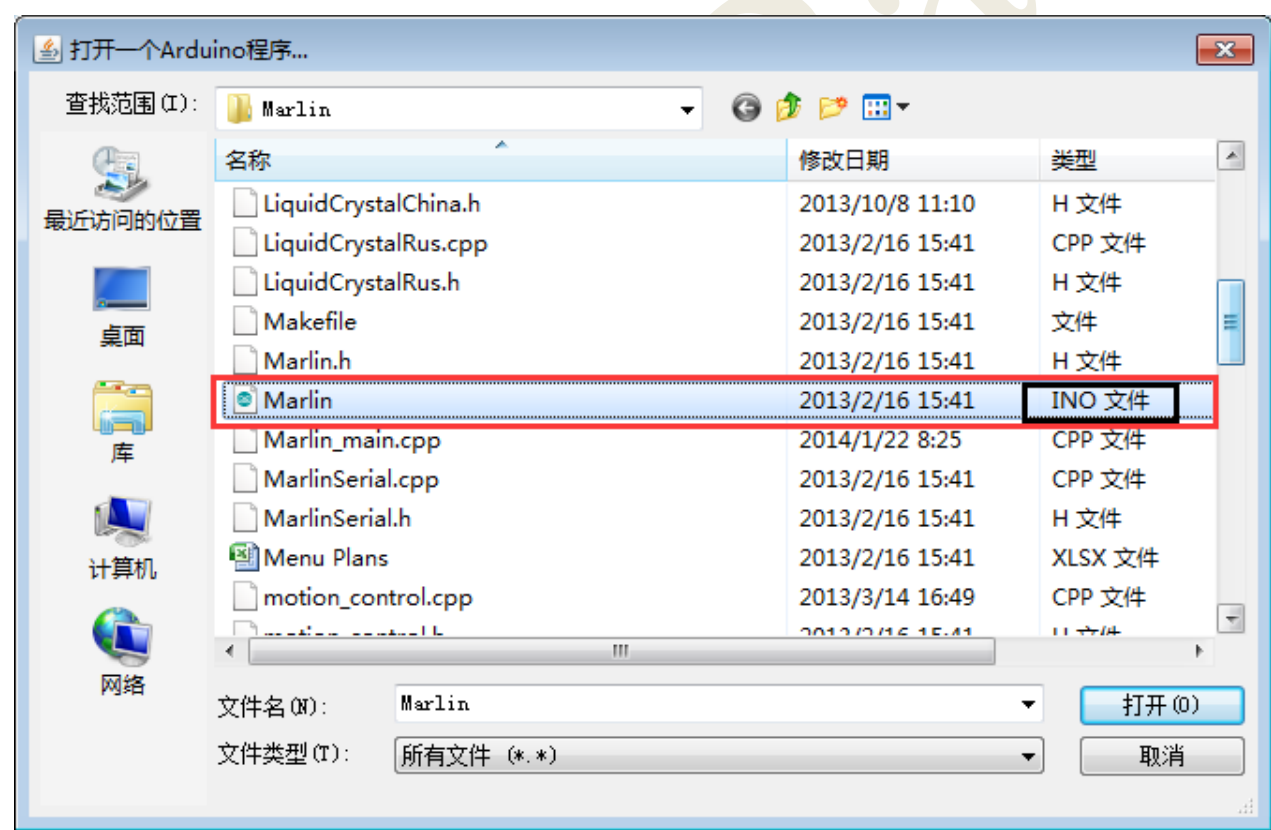 打开一个Arduino程序...
查找范围(I): Marlin
名称 修改日期 类型
LiquidCrystalChina.h 2013/10/8 11:10 H 文件
LiquidCrystalRus.cpp 2013/2/16 15:41 CPP 文件
LiquidCrystalRus.h 2013/2/16 15:41 H 文件
Makefile 2013/2/16 15:41 文件
Marlin.h 2013/2/16 15:41 H 文件
Marlin 2013/2/16 15:41 INO 文件
Marlin_main.cpp 2014/1/22 8:25 CPP 文件
MarlinSerial.cpp 2013/2/16 15:41 CPP 文件
MarlinSerial.h 2013/2/16 15:41 H 文件
Menu Plans 2013/2/16 15:41 XLSX 文件
motion_control.cpp 2013/3/14 16:49 CPP 文件
motion_control.h 2013/2/16 15:41 H 文件
最近访问的位置
桌面
库
计算机
网络
文件名(N): Marlin 打开(O)
文件类型(T): 所有文件 (*.*) 取消